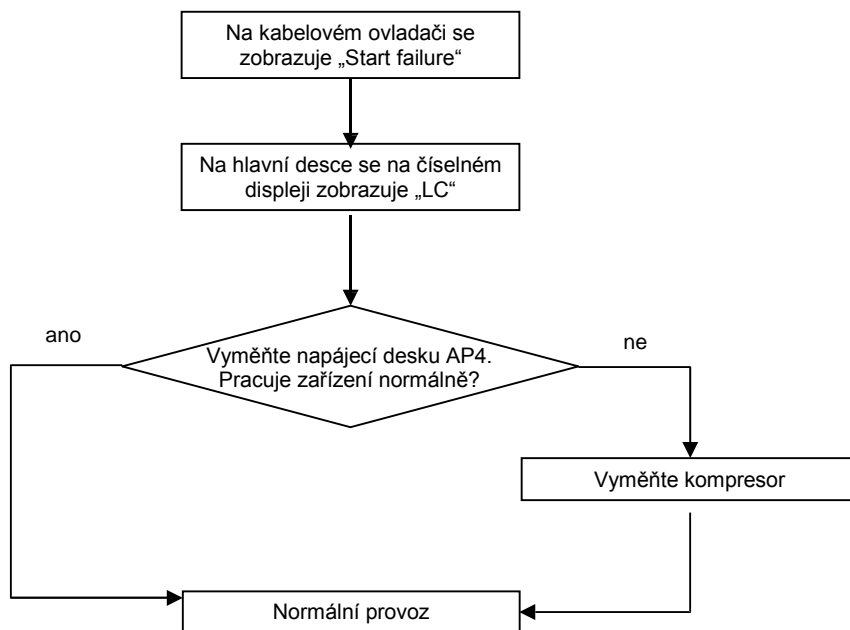 Na kabelovém ovladači se
zobrazuje „Start failure“
Na hlavní desce se na číselném
displeji zobrazuje „LC“
ano
Vyměňte napájecí desku AP4.
Pracuje zařízení normálně?
ne
Vyměňte kompresor
Normální provoz